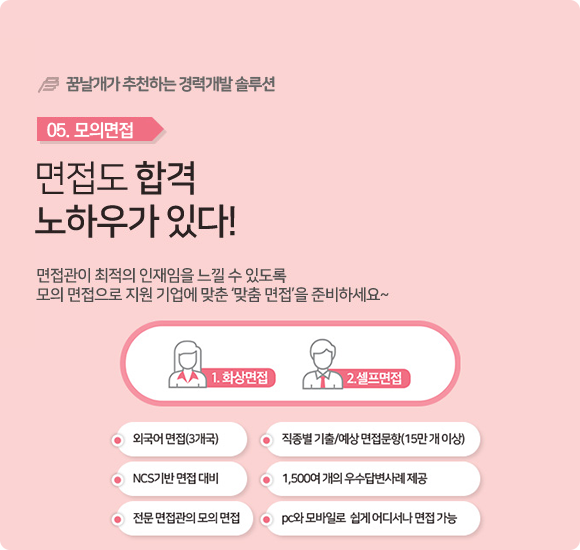 꿈날개가 추천하는 경력개발 솔루션
05. 모의면접
면접도 합격
노하우가 있다!
면접관이 최적의 인재임을 느낄 수 있도록
모의 면접으로 지원 기업에 맞춘 '맞춤 면접'을 준비하세요~
1. 화상면접
2.셀프면접
외국어 면접(3개국)
직종별 기출/예상 면접문항(15만 개 이상)
NCS기반 면접 대비
1,500여 개의 우수답변사례 제공
전문 면접관의 모의 면접
pc와 모바일로 쉽게 어디서나 면접 가능